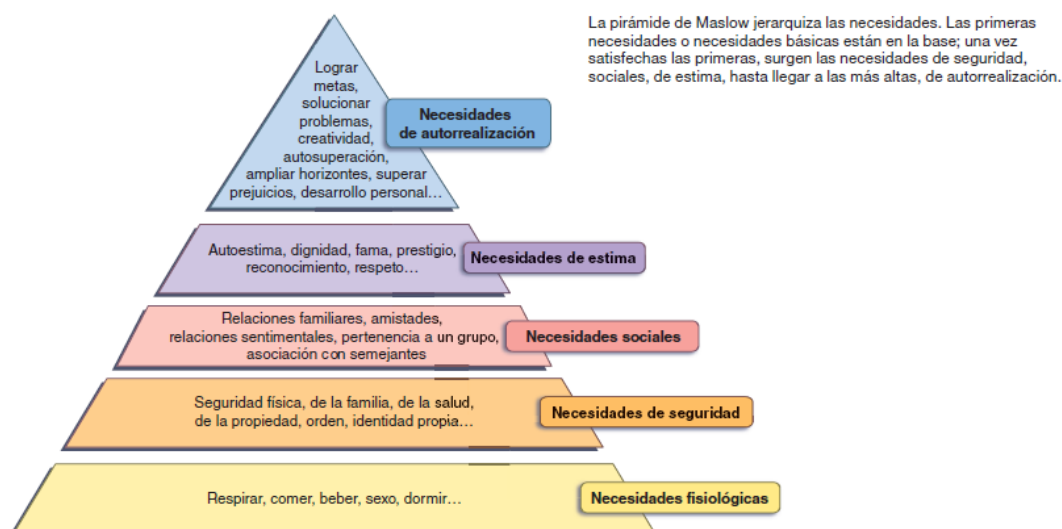 La pirámide de Maslow jerarquiza las necesidades. Las primeras
necesidades o necesidades básicas están en la base; una vez
satisfechas las primeras, surgen las necesidades de seguridad,
sociales, de estima, hasta llegar a las más altas, de autorrealización.
Lograr
metas,
solucionar
problemas,
creatividad,
autosuperación,
ampliar horizontes, superar
prejuicios, desarrollo personal…
Necesidades
de autorrealización
Autoestima, dignidad, fama, prestigio,
reconocimiento, respeto…
Necesidades de estima
Relaciones familiares, amistades,
relaciones sentimentales, pertenencia a un grupo,
asociación con semejantes
Necesidades sociales
Seguridad física, de la familia, de la salud,
de la propiedad, orden, identidad propia…
Necesidades de seguridad
Respirar, comer, beber, sexo, dormir…
Necesidades fisiológicas